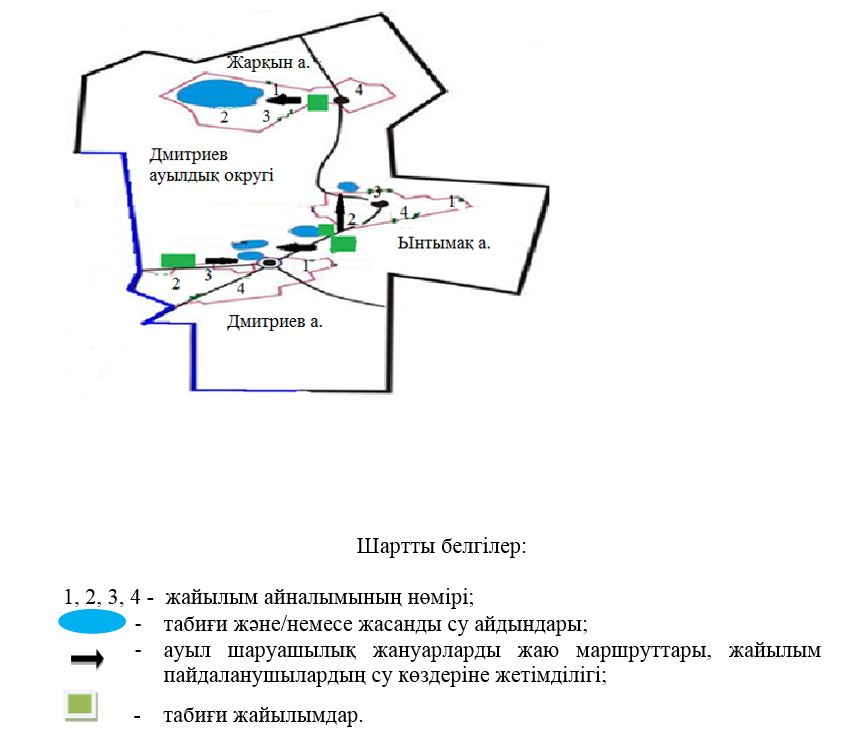 Жарқын а.
1
4
2
3
Дмитриев
ауылдық округі
3
1
2
4
Ынтымақ а.
1
3
2
4
Дмитриев а.
Шартты белгілер:
1, 2, 3, 4 - жайылым айналымының нөмірі;
- табиғи және/немесе жасанды су айдындары;
- ауыл шаруашылық жануарларды жаю маршруттары, жайылым
пайдаланушылардың су көздеріне жетімділігі;
- табиғи жайылымдар.